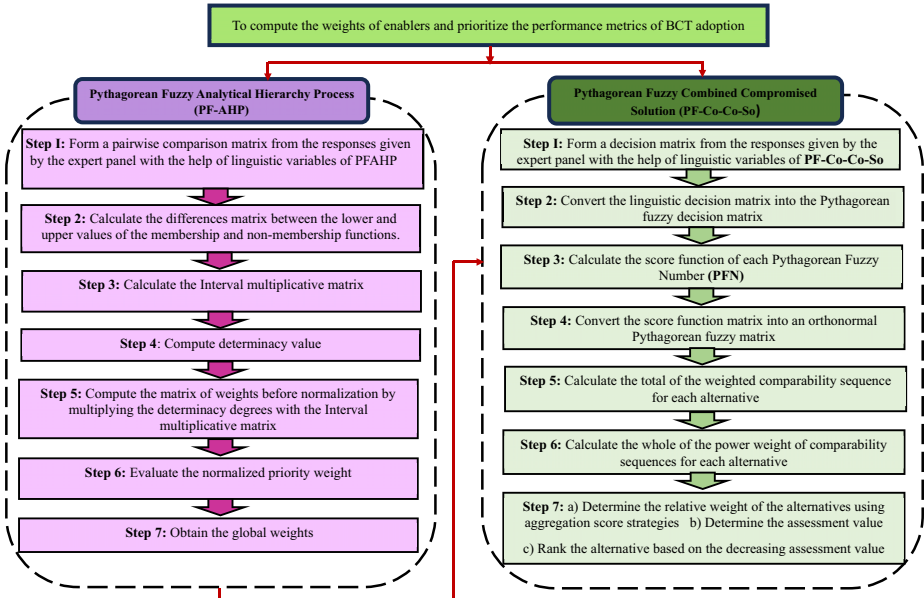 To compute the weights of enablers and prioritize the performance metrics of BCT adoption
Pythagorean Fuzzy Analytical Hierarchy Process
(PF-AHP)
Step I: Form a pairwise comparison matrix from the responses given
by the expert panel with the help of linguistic variables of PFAHP
Step 2: Calculate the differences matrix between the lower and
upper values of the membership and non-membership functions.
Step 3: Calculate the Interval multiplicative matrix
Step 4: Compute determinacy value
Step 5: Compute the matrix of weights before normalization by
multiplying the determinacy degrees with the Interval
multiplicative matrix
Step 6: Evaluate the normalized priority weight
Step 7: Obtain the global weights
Pythagorean Fuzzy Combined Compromised
Solution (PF-Co-Co-So)
Step I: Form a decision matrix from the responses given by the
expert panel with the help of linguistic variables of PF-Co-Co-So
Step 2: Convert the linguistic decision matrix into the Pythagorean
fuzzy decision matrix
Step 3: Calculate the score function of each Pythagorean Fuzzy
Number (PFN)
Step 4: Convert the score function matrix into an orthonormal
Pythagorean fuzzy matrix
Step 5: Calculate the total of the weighted comparability sequence
for each alternative
Step 6: Calculate the whole of the power weight of comparability
sequences for each alternative
Step 7: a) Determine the relative weight of the alternatives using
aggregation score strategies b) Determine the assessment value
c) Rank the alternative based on the decreasing assessment value